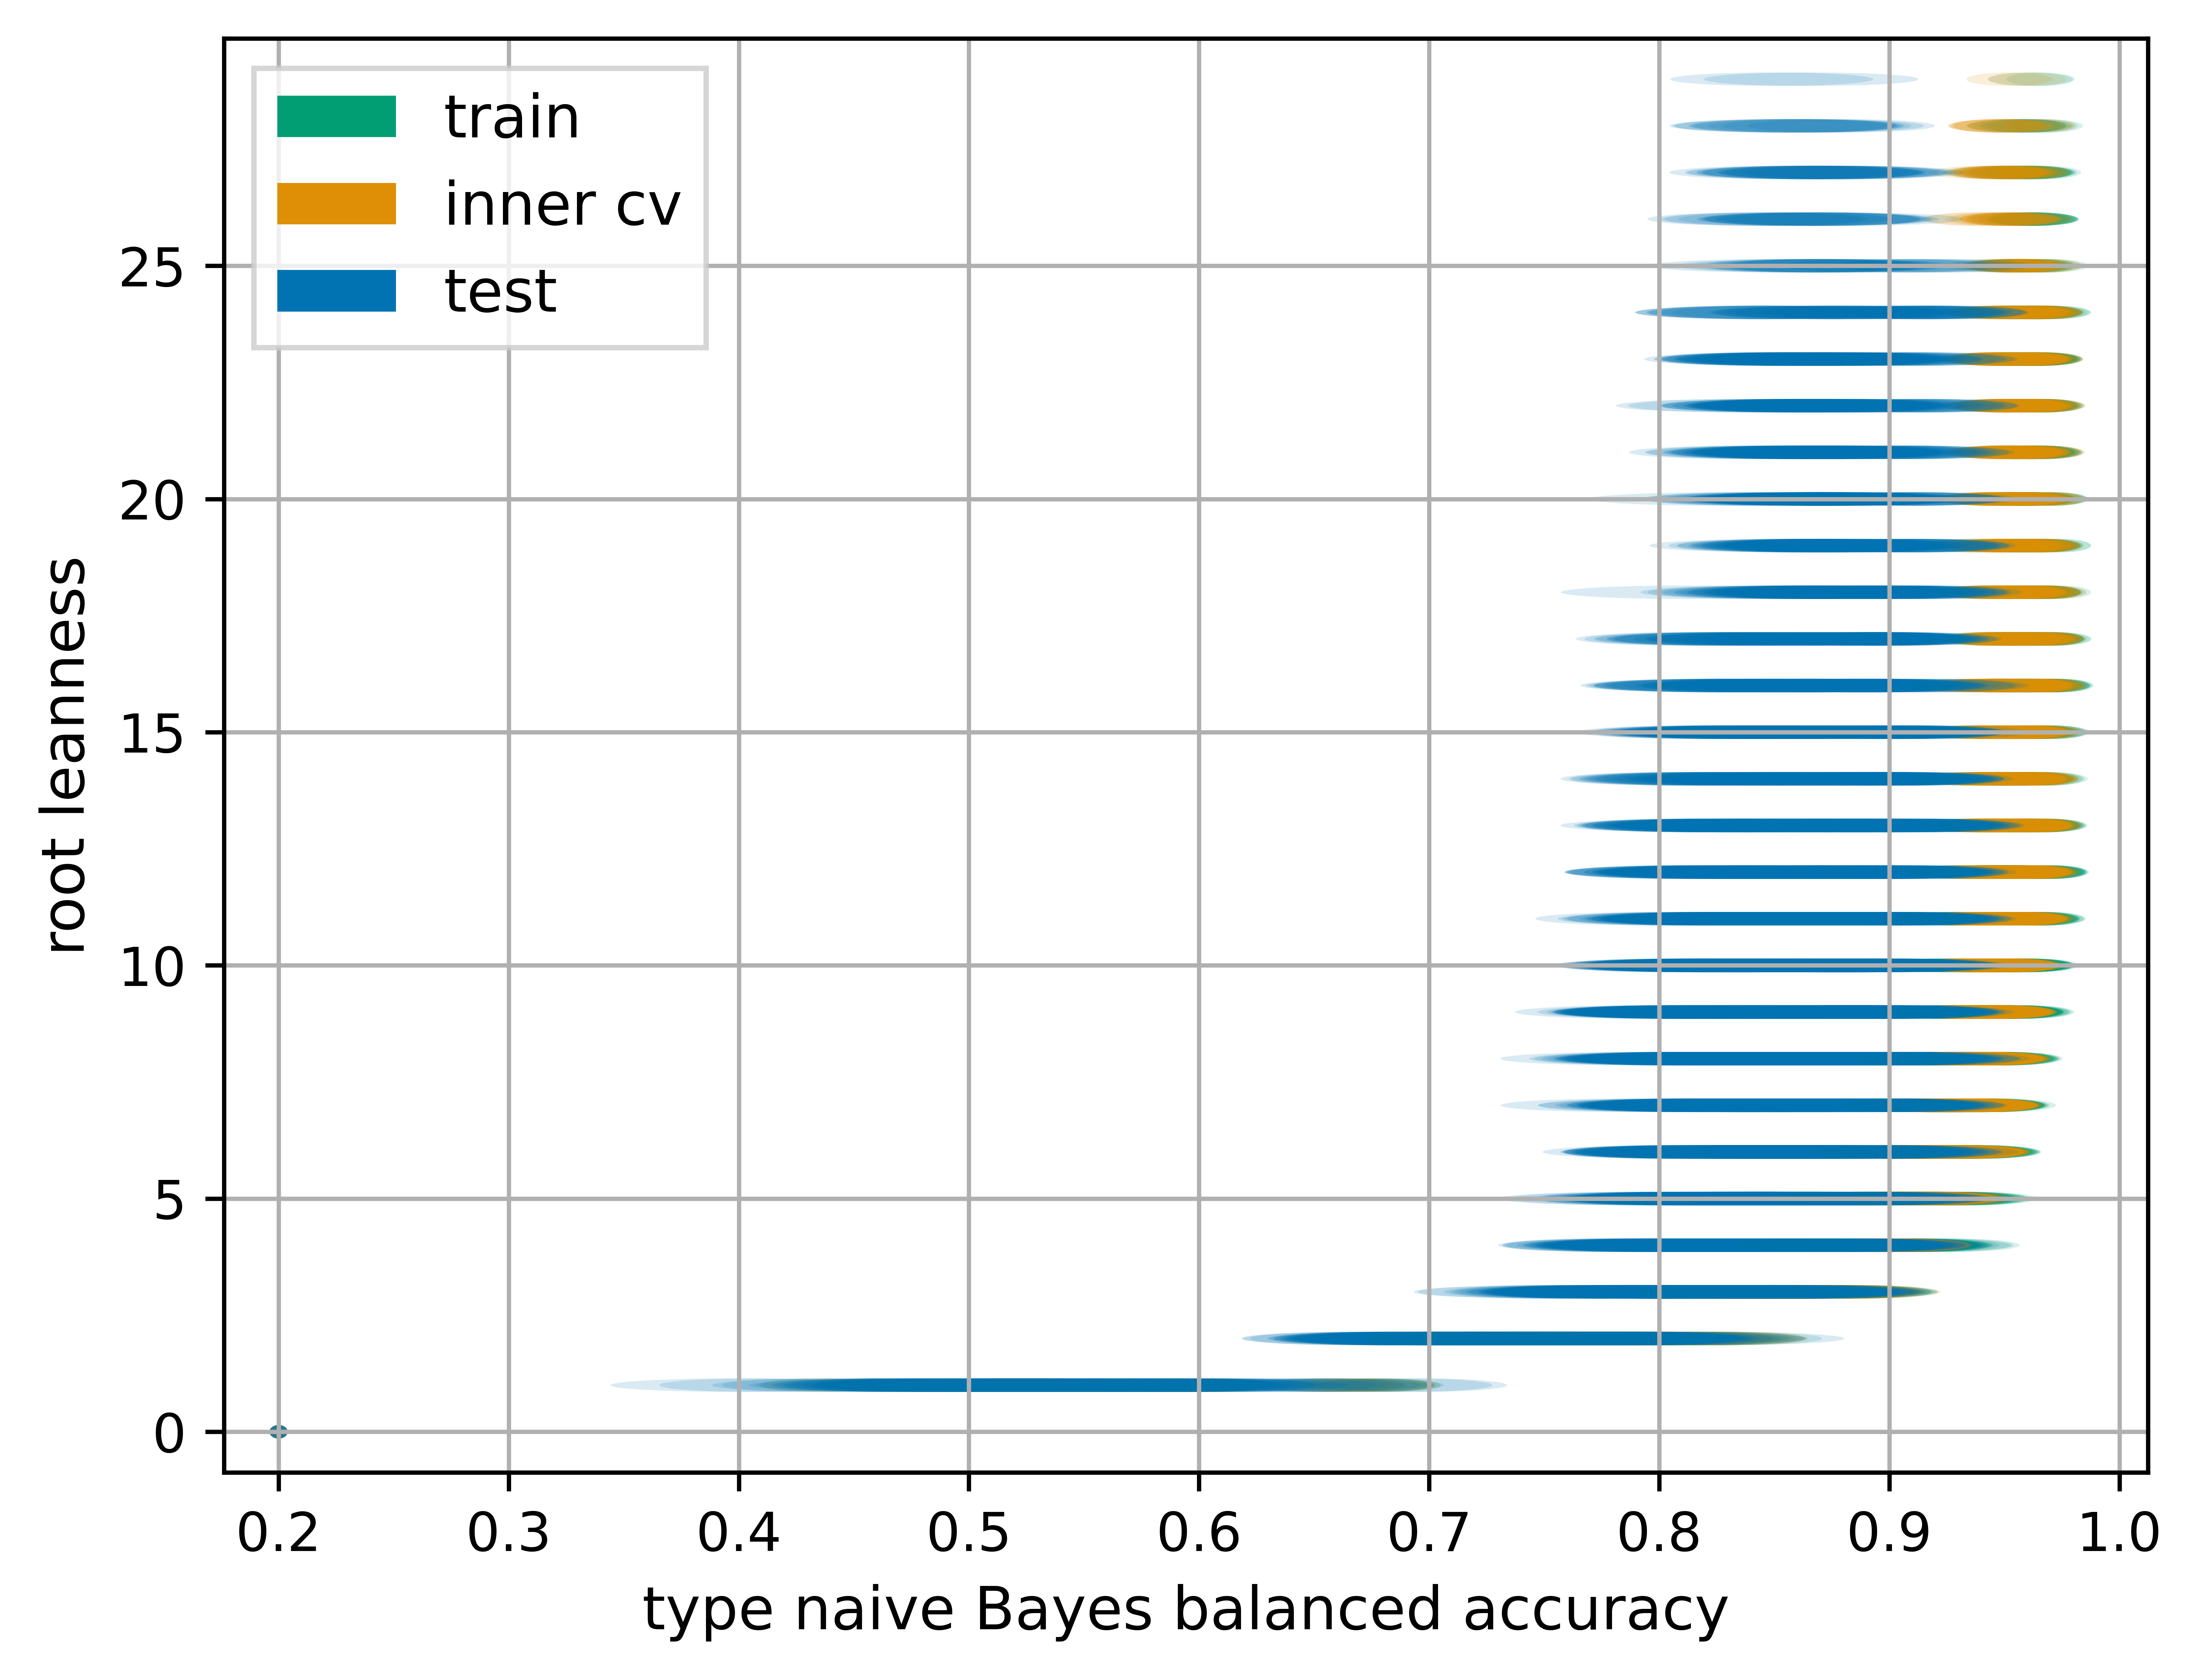 train
inner cv
test
25
20
15
10
5
0
root leanness
0.2 0.3 0.4 0.5 0.6 0.7 0.8 0.9 1.0
type naive Bayes balanced accuracy